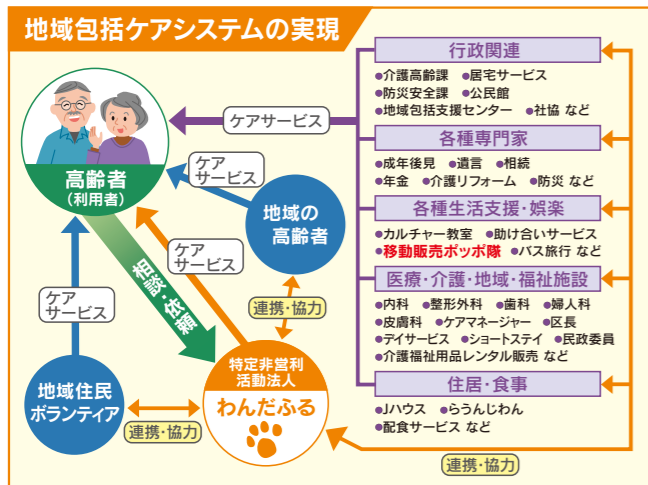 地域包括ケアシステムの実現
高齢者
(利用者)
ケアサービス
ケア
サービス
地域の
高齢者
ケア
サービス
相談・依頼
ケア
サービス
連携・協力
地域住民
ボランティア
連携・協力
特定非営利
活動法人
わんだふる
行政関連
●介護高齢課 ●居宅サービス
●防災安全課 ●公民館
●地域包括支援センター ●社協 など
各種専門家
●成年後見 ●遺言 ●相続
●年金 ●介護リフォーム ●防災 など
各種生活支援・娯楽
●カルチャー教室 ●助け合いサービス
●移動販売ポッポ隊 ●バス旅行 など
医療・介護・地域・福祉施設
●内科 ●整形外科 ●歯科 ●婦人科
●皮膚科 ●ケアマネージャー ●区長
●デイサービス ●ショートステイ ●民政委員
●介護福祉用品レンタル販売 など
住居・食事
●Jハウス ●らうんじわん
●配食サービス など
連携・協力